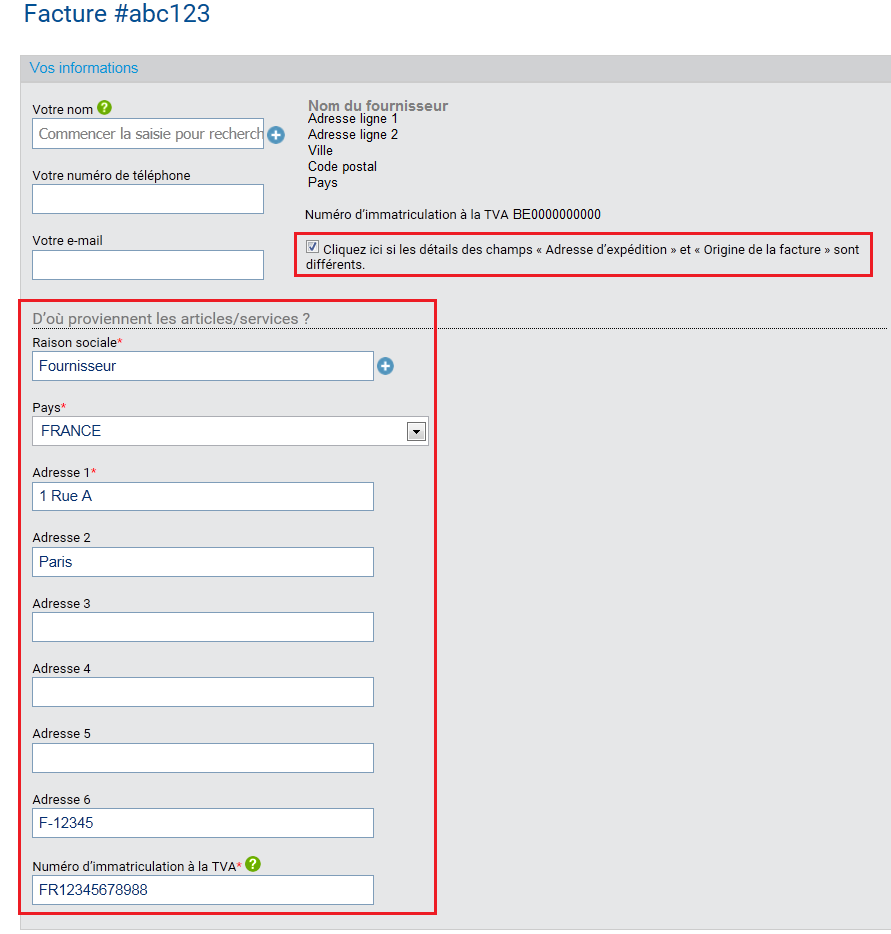 Facture #abc123
Vos informations
Votre nom ?
Commencer la saisie pour recherch
Votre numéro de téléphone
Votre e-mail
Nom du fournisseur
Adresse ligne 1
Adresse ligne 2
Ville
Code postal
Pays
Numéro d'immatriculation à la TVA BE0000000000
Cliquez ici si les détails des champs « Adresse d'expédition » et « Origine de la facture » sont
différents.
D'où proviennent les articles/services ?
Raison sociale*
Fournisseur
Pays*
FRANCE
Adresse 1*
1 Rue A
Adresse 2
Paris
Adresse 3
Adresse 4
Adresse 5
Adresse 6
F-12345
Numéro d'immatriculation à la TVA* ?
FR12345678988